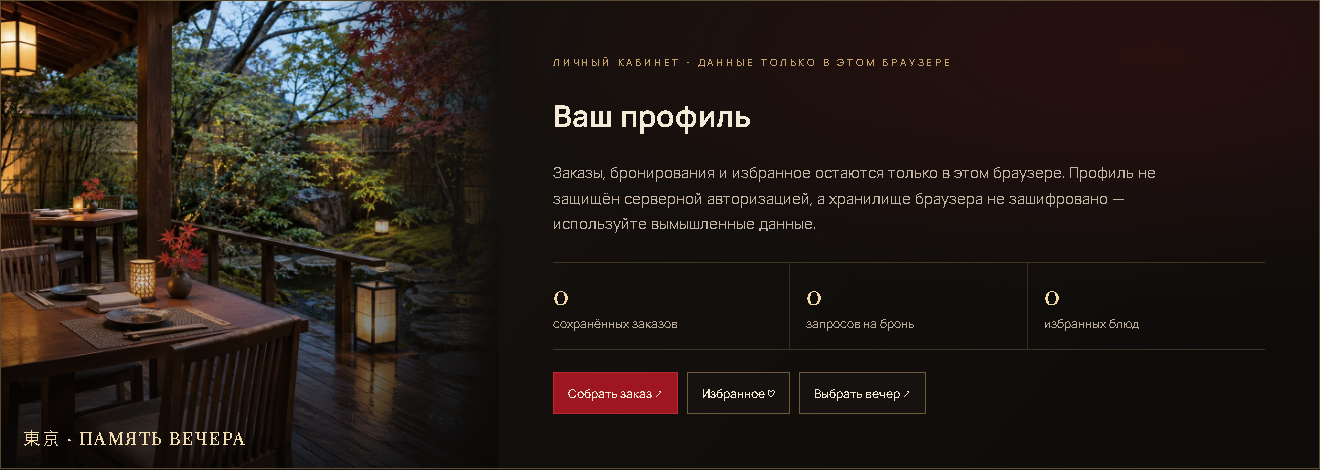 ЛИЧНЫЙ КАБИНЕТ · ДАННЫЕ ТОЛЬКО В ЭТОМ БРАУЗЕРЕ
Ваш профиль
Заказы, бронирования и избранное остаются только в этом браузере. Профиль не
защищён серверной авторизацией, а хранилище браузера не зашифровано —
используйте вымышленные данные.
0
сохранённых заказов
0
запросов на бронь
0
избранных блюд
Собрать заказ ↗
Избранное ♡
Выбрать вечер ↗
東京 · ПАМЯТЬ ВЕЧЕРА